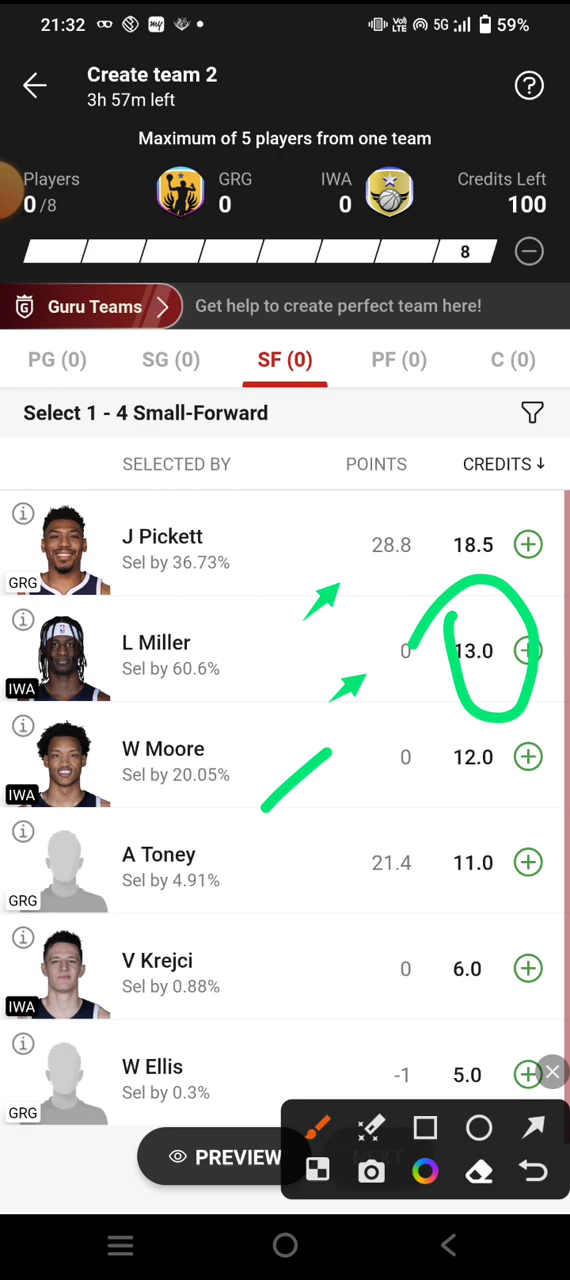 21:32 my Vo) LTE 5G 59%
Create team 2
3h 57m left
Maximum of 5 players from one team
Players GRG IWA Credits Left
0 /8 0 0 100
8
G Guru Teams Get help to create perfect team here!
PG (0) SG (0) SF (0) PF (0) C (0)
Select 1 - 4 Small-Forward
SELECTED BY POINTS CREDITS ↓
J Pickett 28.8 18.5
Sel by 36.73%
GRG
L Miller 0 13.0
Sel by 60.6%
IWA
W Moore 0 12.0
Sel by 20.05%
IWA
A Toney 21.4 11.0
Sel by 4.91%
GRG
V Krejci 0 6.0
Sel by 0.88%
IWA
W Ellis -1 5.0
Sel by 0.3%
GRG
PREVIEW NEXT